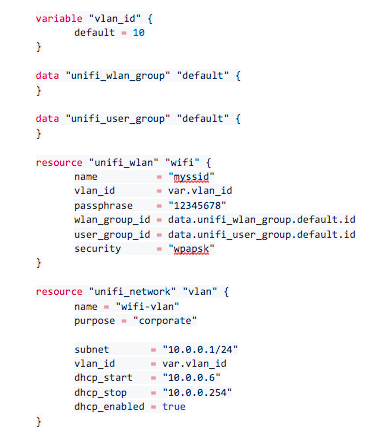 variable "vlan_id" {
default = 10
}
data "unifi_wlan_group" "default" {
}
data "unifi_user_group" "default" {
}
resource "unifi_wlan" "wifi" {
name = "myssid"
vlan_id = var.vlan_id
passphrase = "12345678"
wlan_group_id = data.unifi_wlan_group.default.id
user_group_id = data.unifi_user_group.default.id
security = "wpapsk"
}
resource "unifi_network" "vlan" {
name = "wifi-vlan"
purpose = "corporate"
subnet = "10.0.0.1/24"
vlan_id = var.vlan_id
dhcp_start = "10.0.0.6"
dhcp_stop = "10.0.0.254"
dhcp_enabled = true
}